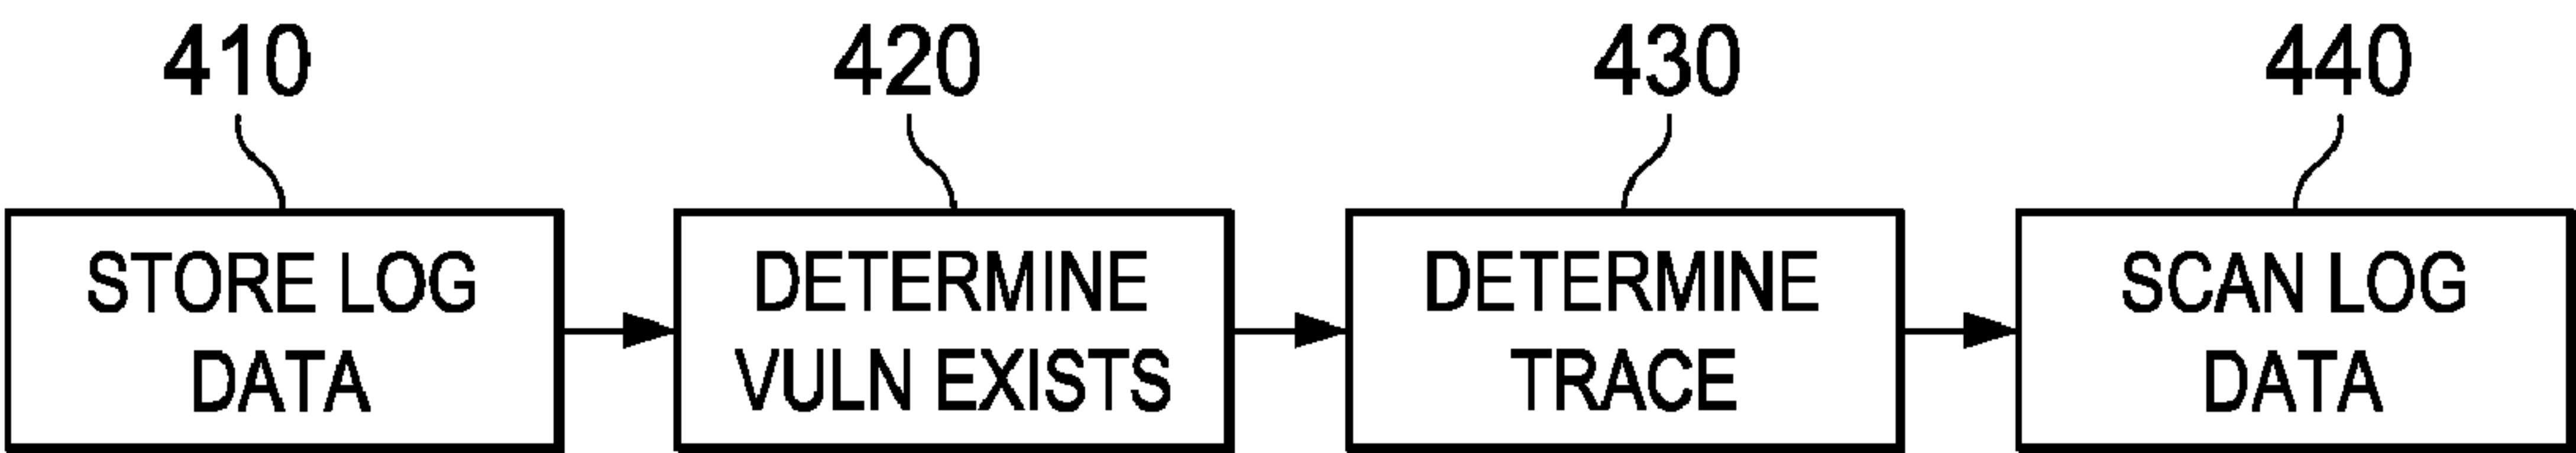 410 420 430 440
STORE LOG DETERMINE DETERMINE SCAN LOG
DATA VULN EXISTS TRACE DATA